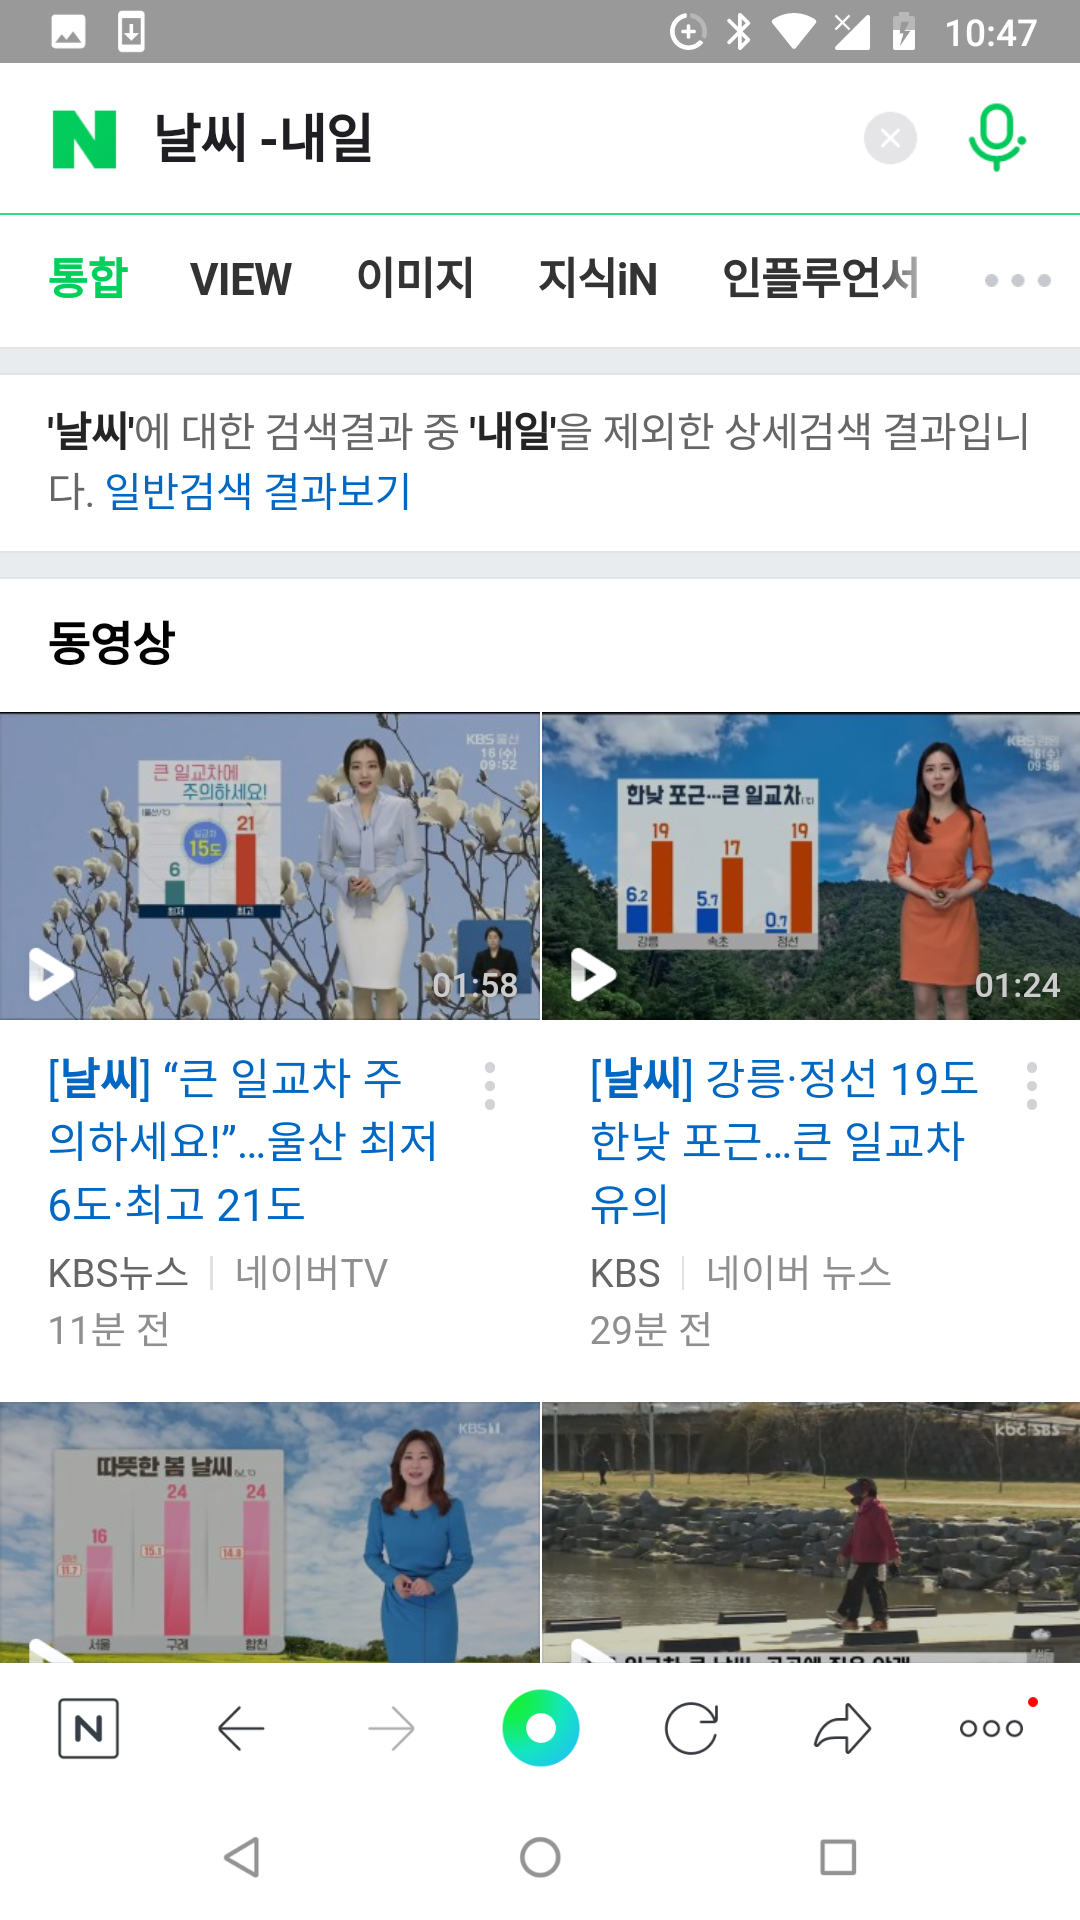 10:47
날씨 -내일
통합 VIEW 이미지 지식iN 인플루언서
'날씨'에 대한 검색결과 중 '내일'을 제외한 상세검색 결과입니
다. 일반검색 결과보기
동영상
KBS 울산
16(수)
09:52
큰 일교차에
주의하세요!
(울산/℃)
일교차
15도
6
21
최저 최고
01:58
16(수)
09:56
한낮 포근...큰 일교차(℃)
19 17 19
6.2 5.7 0.7
강릉 속초 정선
01:24
[날씨] “큰 일교차 주
의하세요!”...울산 최저
6도·최고 21도
KBS뉴스 네이버TV
11분 전
[날씨] 강릉·정선 19도
한낮 포근...큰 일교차
유의
KBS 네이버 뉴스
29분 전
KBS 1
따뜻한 봄 날씨
16 24 24
11.7 15.1 14.8
서울 구례 합천
kbc SBS
N